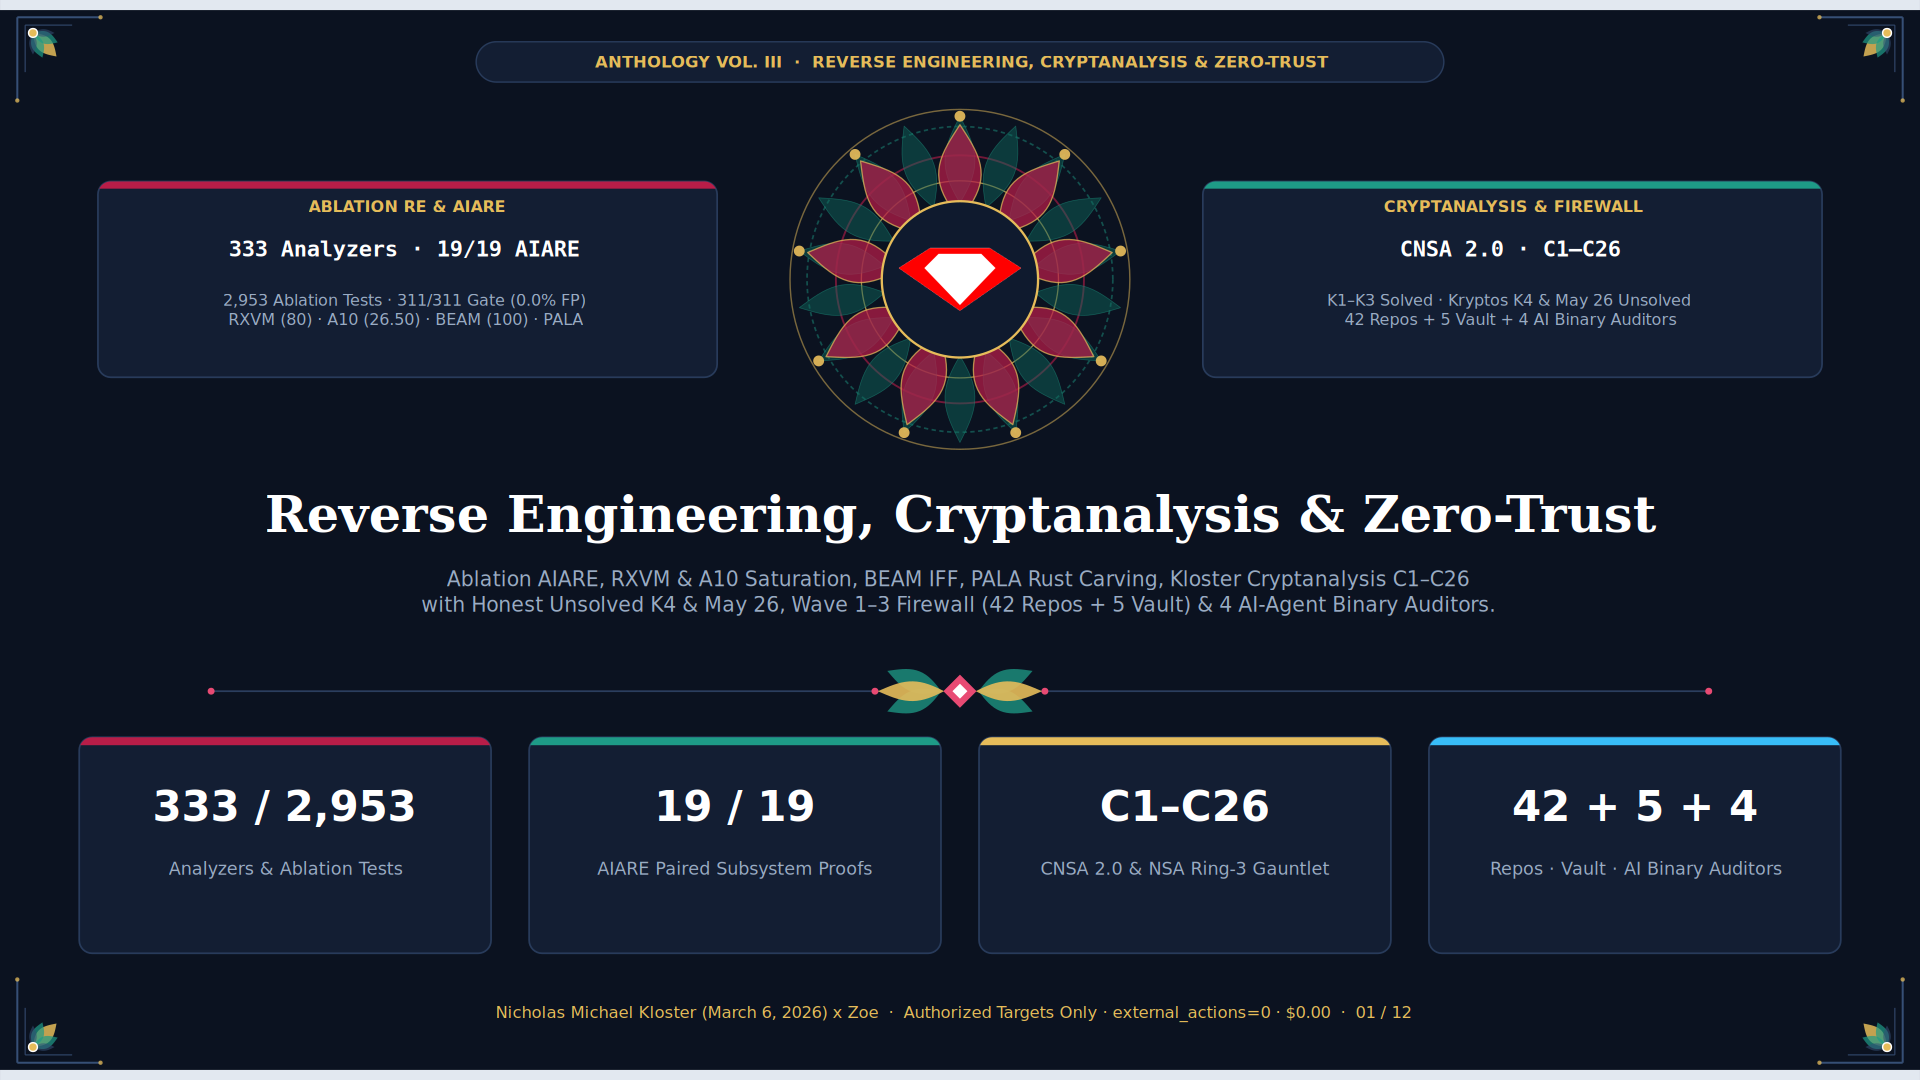 ANTHOLOGY VOL. III · REVERSE ENGINEERING, CRYPTANALYSIS & ZERO-TRUST
ABLATION RE & AIARE
333 Analyzers · 19/19 AIARE
2,953 Ablation Tests · 311/311 Gate (0.0% FP)
RXVM (80) · A10 (26.50) · BEAM (100) · PALA
CRYPTANALYSIS & FIREWALL
CNSA 2.0 · C1–C26
K1–K3 Solved · Kryptos K4 & May 26 Unsolved
42 Repos + 5 Vault + 4 AI Binary Auditors
Reverse Engineering, Cryptanalysis & Zero-Trust
Ablation AIARE, RXVM & A10 Saturation, BEAM IFF, PALA Rust Carving, Kloster Cryptanalysis C1–C26
with Honest Unsolved K4 & May 26, Wave 1–3 Firewall (42 Repos + 5 Vault) & 4 AI-Agent Binary Auditors.
333 / 2,953
Analyzers & Ablation Tests
19 / 19
AIARE Paired Subsystem Proofs
C1–C26
CNSA 2.0 & NSA Ring-3 Gauntlet
42 + 5 + 4
Repos · Vault · AI Binary Auditors
Nicholas Michael Kloster (March 6, 2026) x Zoe · Authorized Targets Only · external_actions=0 · $0.00 · 01 / 12